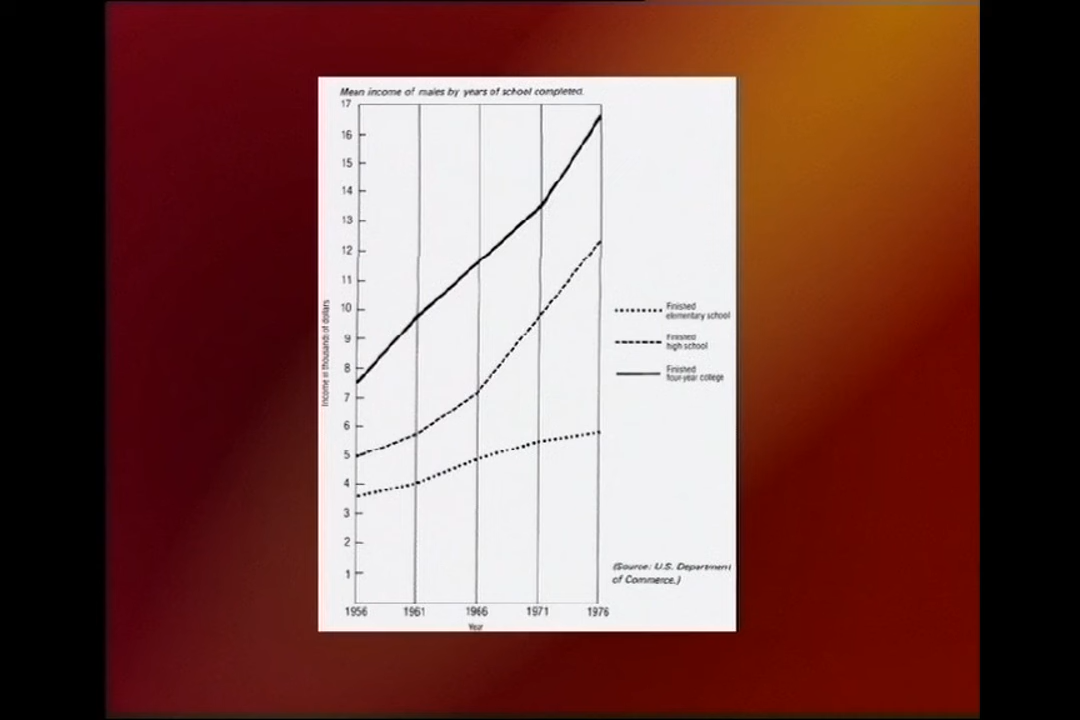 Mean income of males by years of school completed.
17
16
15
14
13
12
11
10
9
8
7
6
5
4
3
2
1
Income in thousands of dollars
1956 1961 1966 1971 1976
Year
Finished
elementary school
Finished
high school
Finished
four-year college
(Source: U.S. Department
of Commerce.)